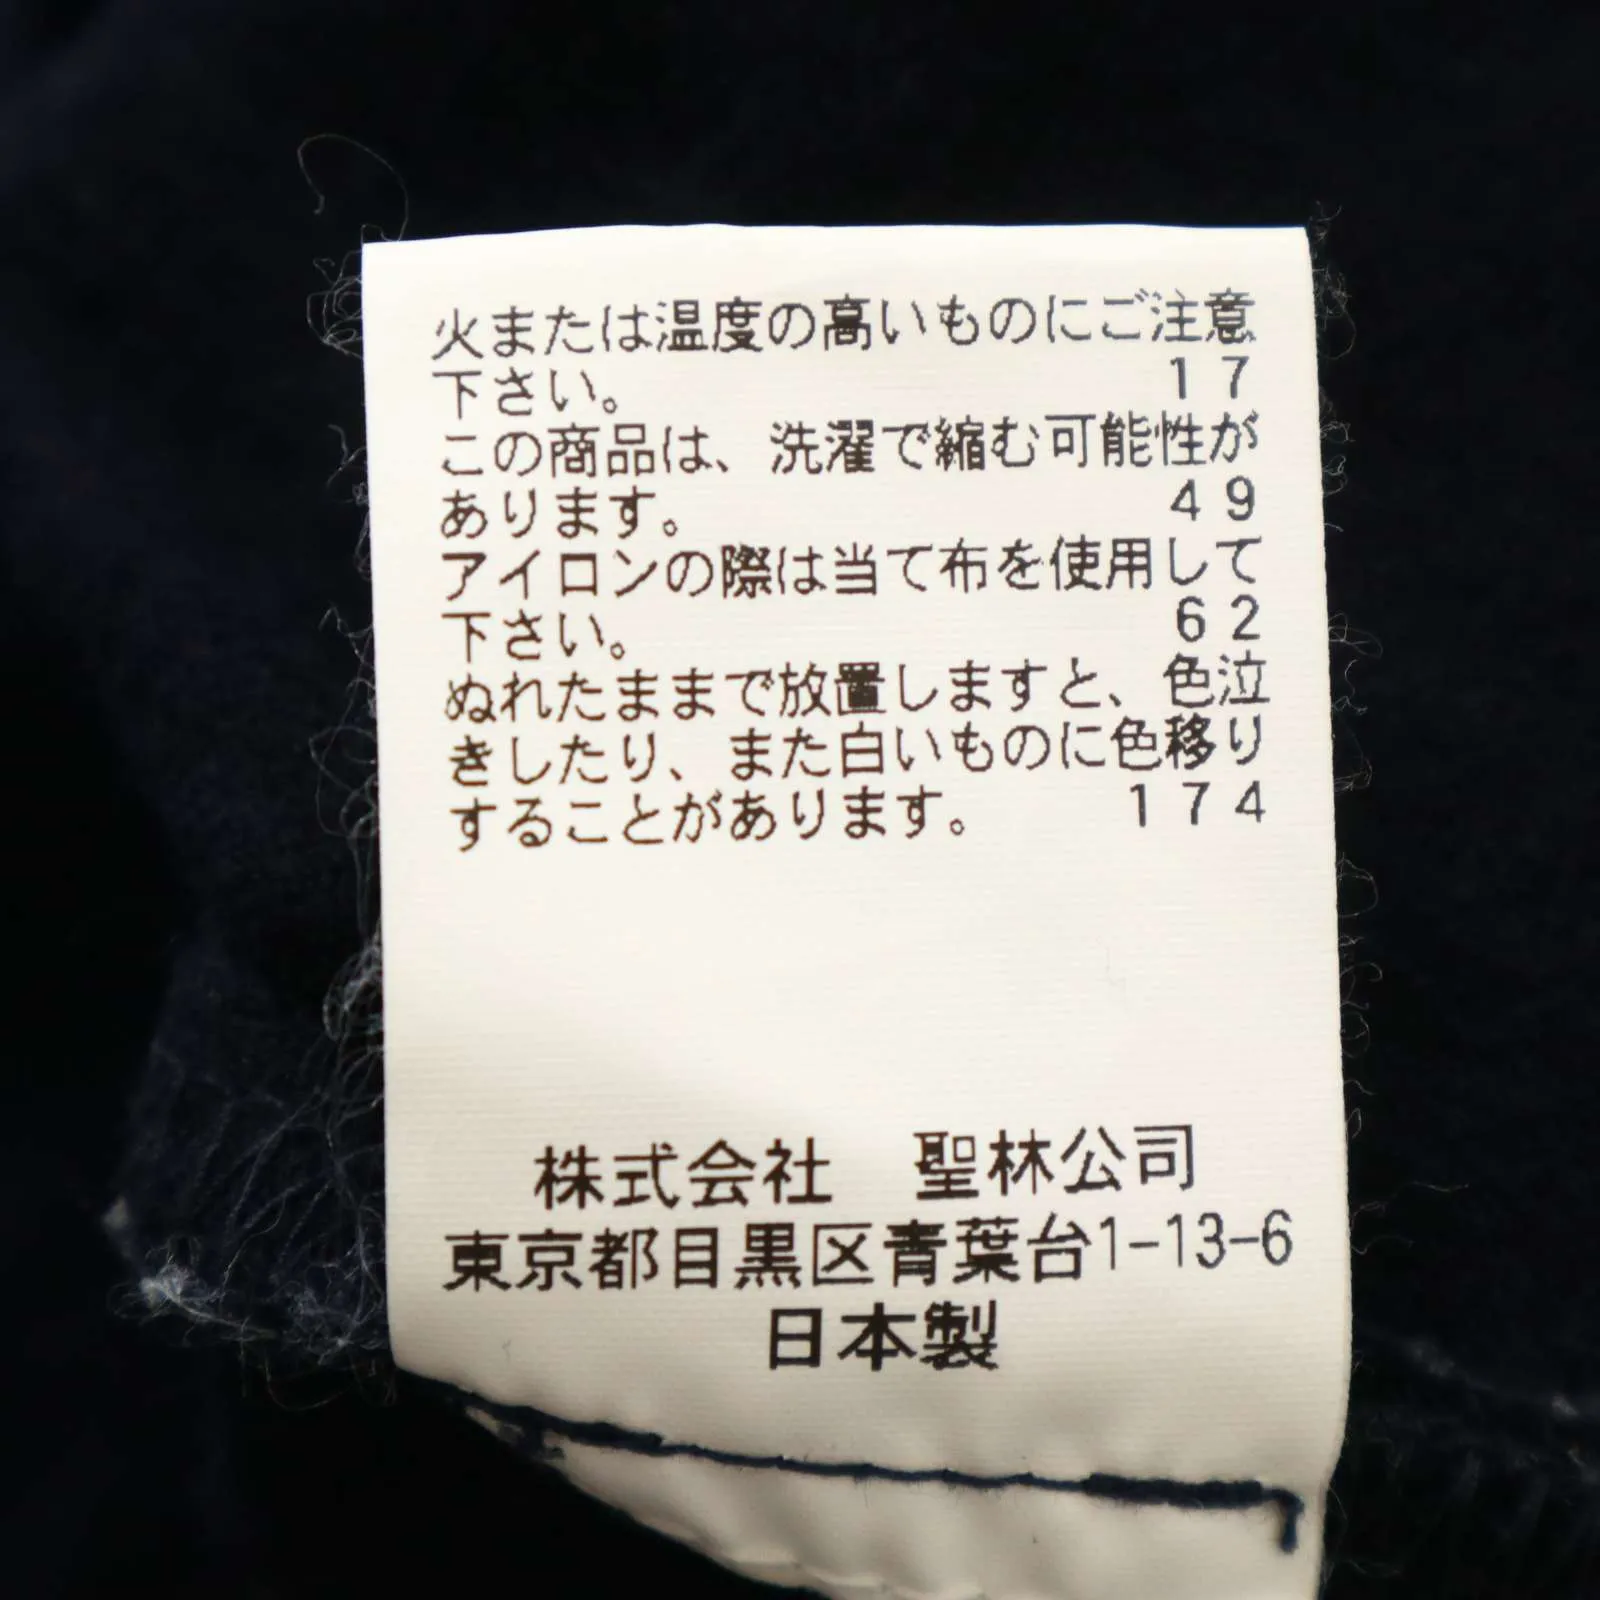 火または温度の高いものにご注意
下さい。 17
この商品は、洗濯で縮む可能性が
あります。 49
アイロンの際は当て布を使用して
下さい。 62
ぬれたままで放置しますと、色泣
きしたり、また白いものに色移り
することがあります。 174
株式会社 聖林公司
東京都目黒区青葉台1-13-6
日本製